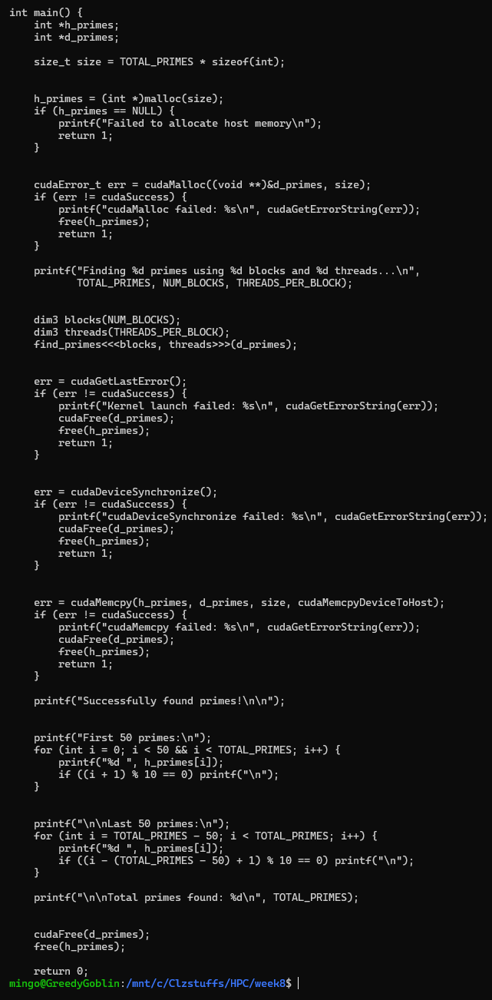 int main() {
    int *h_primes;
    int *d_primes;
    size_t size = TOTAL_PRIMES * sizeof(int);
    h_primes = (int *)malloc(size);
    if (h_primes == NULL) {
        printf("Failed to allocate host memory\n");
        return 1;
    }
    cudaError_t err = cudaMalloc((void **)&d_primes, size);
    if (err != cudaSuccess) {
        printf("cudaMalloc failed: %s\n", cudaGetErrorString(err));
        free(h_primes);
        return 1;
    }
    printf("Finding %d primes using %d blocks and %d threads...\n",
           TOTAL_PRIMES, NUM_BLOCKS, THREADS_PER_BLOCK);
    dim3 blocks(NUM_BLOCKS);
    dim3 threads(THREADS_PER_BLOCK);
    find_primes<<<blocks, threads>>>(d_primes);
    err = cudaGetLastError();
    if (err != cudaSuccess) {
        printf("Kernel launch failed: %s\n", cudaGetErrorString(err));
        cudaFree(d_primes);
        free(h_primes);
        return 1;
    }
    err = cudaDeviceSynchronize();
    if (err != cudaSuccess) {
        printf("cudaDeviceSynchronize failed: %s\n", cudaGetErrorString(err));
        cudaFree(d_primes);
        free(h_primes);
        return 1;
    }
    err = cudaMemcpy(h_primes, d_primes, size, cudaMemcpyDeviceToHost);
    if (err != cudaSuccess) {
        printf("cudaMemcpy failed: %s\n", cudaGetErrorString(err));
        cudaFree(d_primes);
        free(h_primes);
        return 1;
    }
    printf("Successfully found primes!\n\n");
    printf("First 50 primes:\n");
    for (int i = 0; i < 50 && i < TOTAL_PRIMES; i++) {
        printf("%d ", h_primes[i]);
        if ((i + 1) % 10 == 0) printf("\n");
    }
    printf("\n\nLast 50 primes:\n");
    for (int i = TOTAL_PRIMES - 50; i < TOTAL_PRIMES; i++) {
        printf("%d ", h_primes[i]);
        if ((i - (TOTAL_PRIMES - 50) + 1) % 10 == 0) printf("\n");
    }
    printf("\n\nTotal primes found: %d\n", TOTAL_PRIMES);
    cudaFree(d_primes);
    free(h_primes);
    return 0;
mingo@GreedyGoblin:/mnt/c/Clzstuffs/HPC/week8$